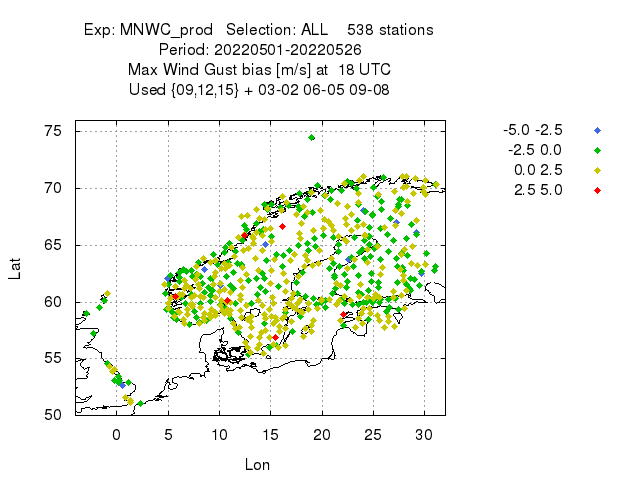 Exp: MNWC_prod   Selection: ALL    538 stations
Period: 20220501-20220526
Max Wind Gust bias [m/s] at  18 UTC
Used {09,12,15} + 03-02 06-05 09-08
-5.0 -2.5
-2.5 0.0
0.0 2.5
2.5 5.0
75
70
65
60
55
50
Lat
0 5 10 15 20 25 30
Lon